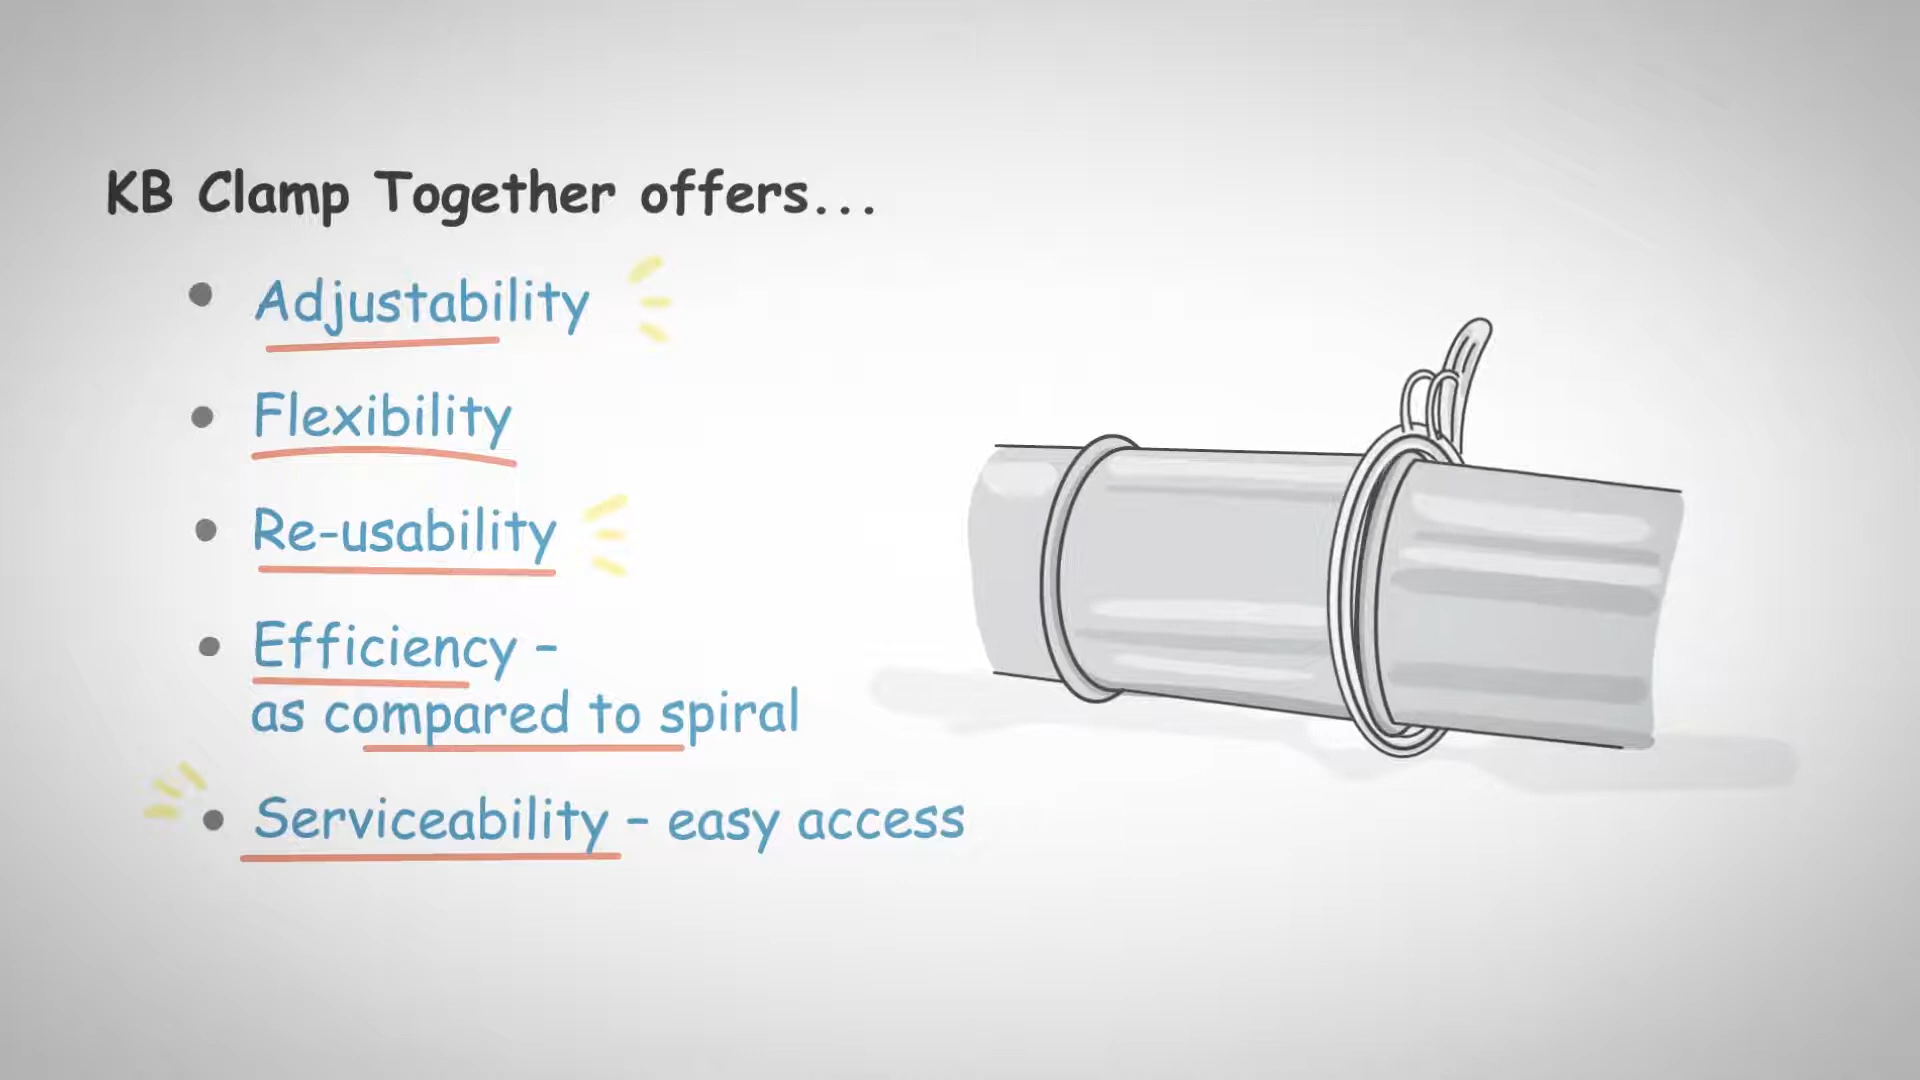 KB Clamp Together offers...
• Adjustability
• Flexibility
• Re-usability
• Efficiency –
as compared to spiral
• Serviceability – easy access